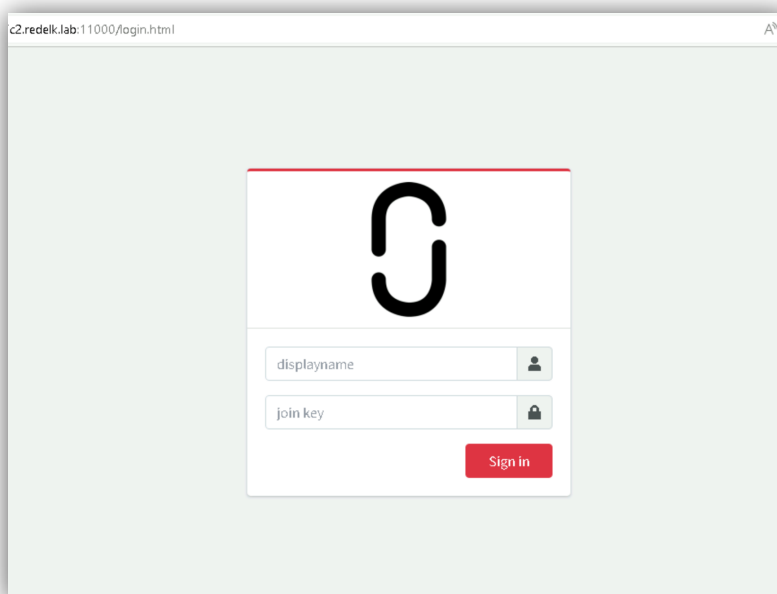 c2.redelk.lab:11000/login.html
A
displayname
join key
Sign in